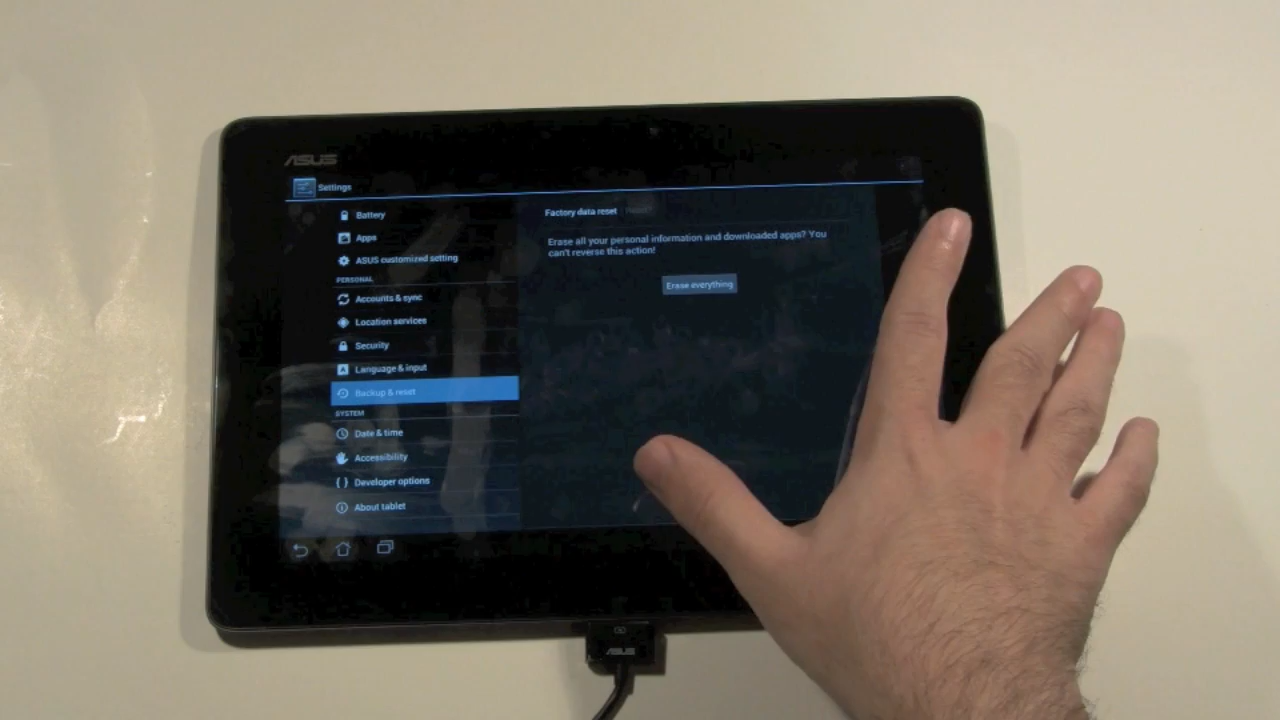 ASUS
Settings
Battery
Apps
ASUS customized setting
PERSONAL
Accounts & sync
Location services
Security
Language & input
Backup & reset
SYSTEM
Date & time
Accessibility
Developer options
About tablet
Factory data reset
Erase all your personal information and downloaded apps? You
can't reverse this action!
Erase everything
ASUS